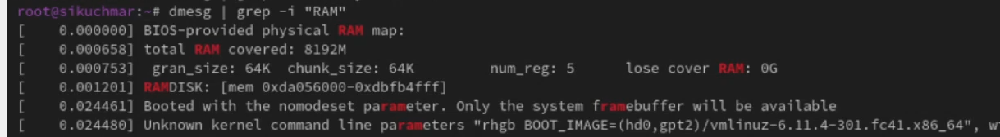 root@sikuchmar:~# dmesg | grep -i "RAM"
[    0.000000] BIOS-provided physical RAM map:
[    0.000658] total RAM covered: 8192M
[    0.000753]  gran_size: 64K  chunk_size: 64K        num_reg: 5      lose cover RAM: 0G
[    0.001201] RAMDISK: [mem 0xda056000-0xdbfb4fff]
[    0.024461] Booted with the nomodeset parameter. Only the system framebuffer will be available
[    0.024480] Unknown kernel command line parameters "rhgb BOOT_IMAGE=(hd0,gpt2)/vmlinuz-6.11.4-301.fc41.x86_64",